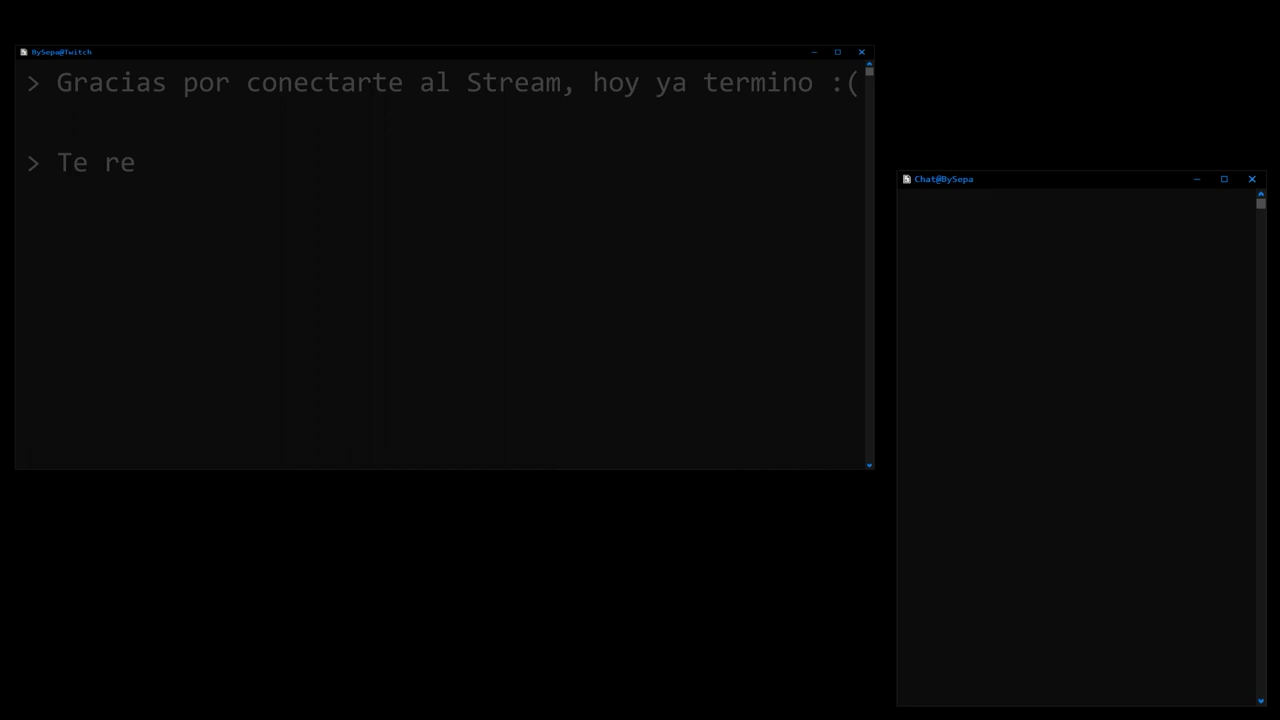 BySepa@Twitch
> Gracias por conectarte al Stream, hoy ya termino :(
> Te re
Chat@BySepa